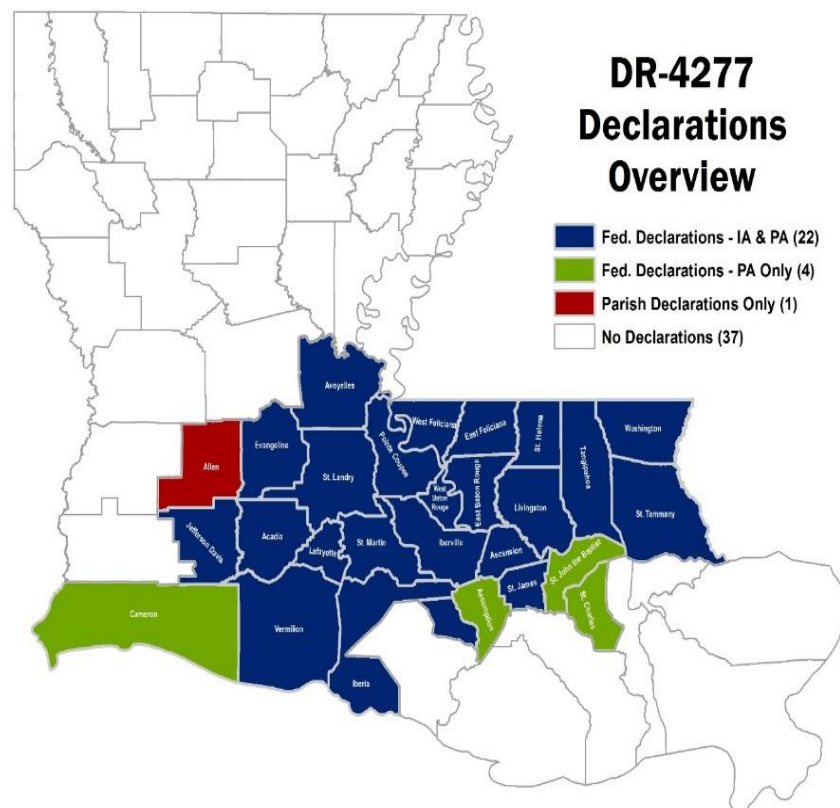 DR-4277
Declarations
Overview
Fed. Declarations - IA & PA (22)
Fed. Declarations - PA Only (4)
Parish Declarations Only (1)
No Declarations (37)
Avoyelles
West Feliciana
East Feliciana
St. Helena
Tangipahoa
Washington
Allen
Evangeline
St. Landry
Pointe Coupee
West
Baton
Rouge
East Baton Rouge
Livingston
St. Tammany
Jefferson Davis
Acadia
Lafayette
St. Martin
Iberville
Ascension
St. James
St. John the Baptist
St. Charles
Assumption
Cameron
Vermilion
Iberia